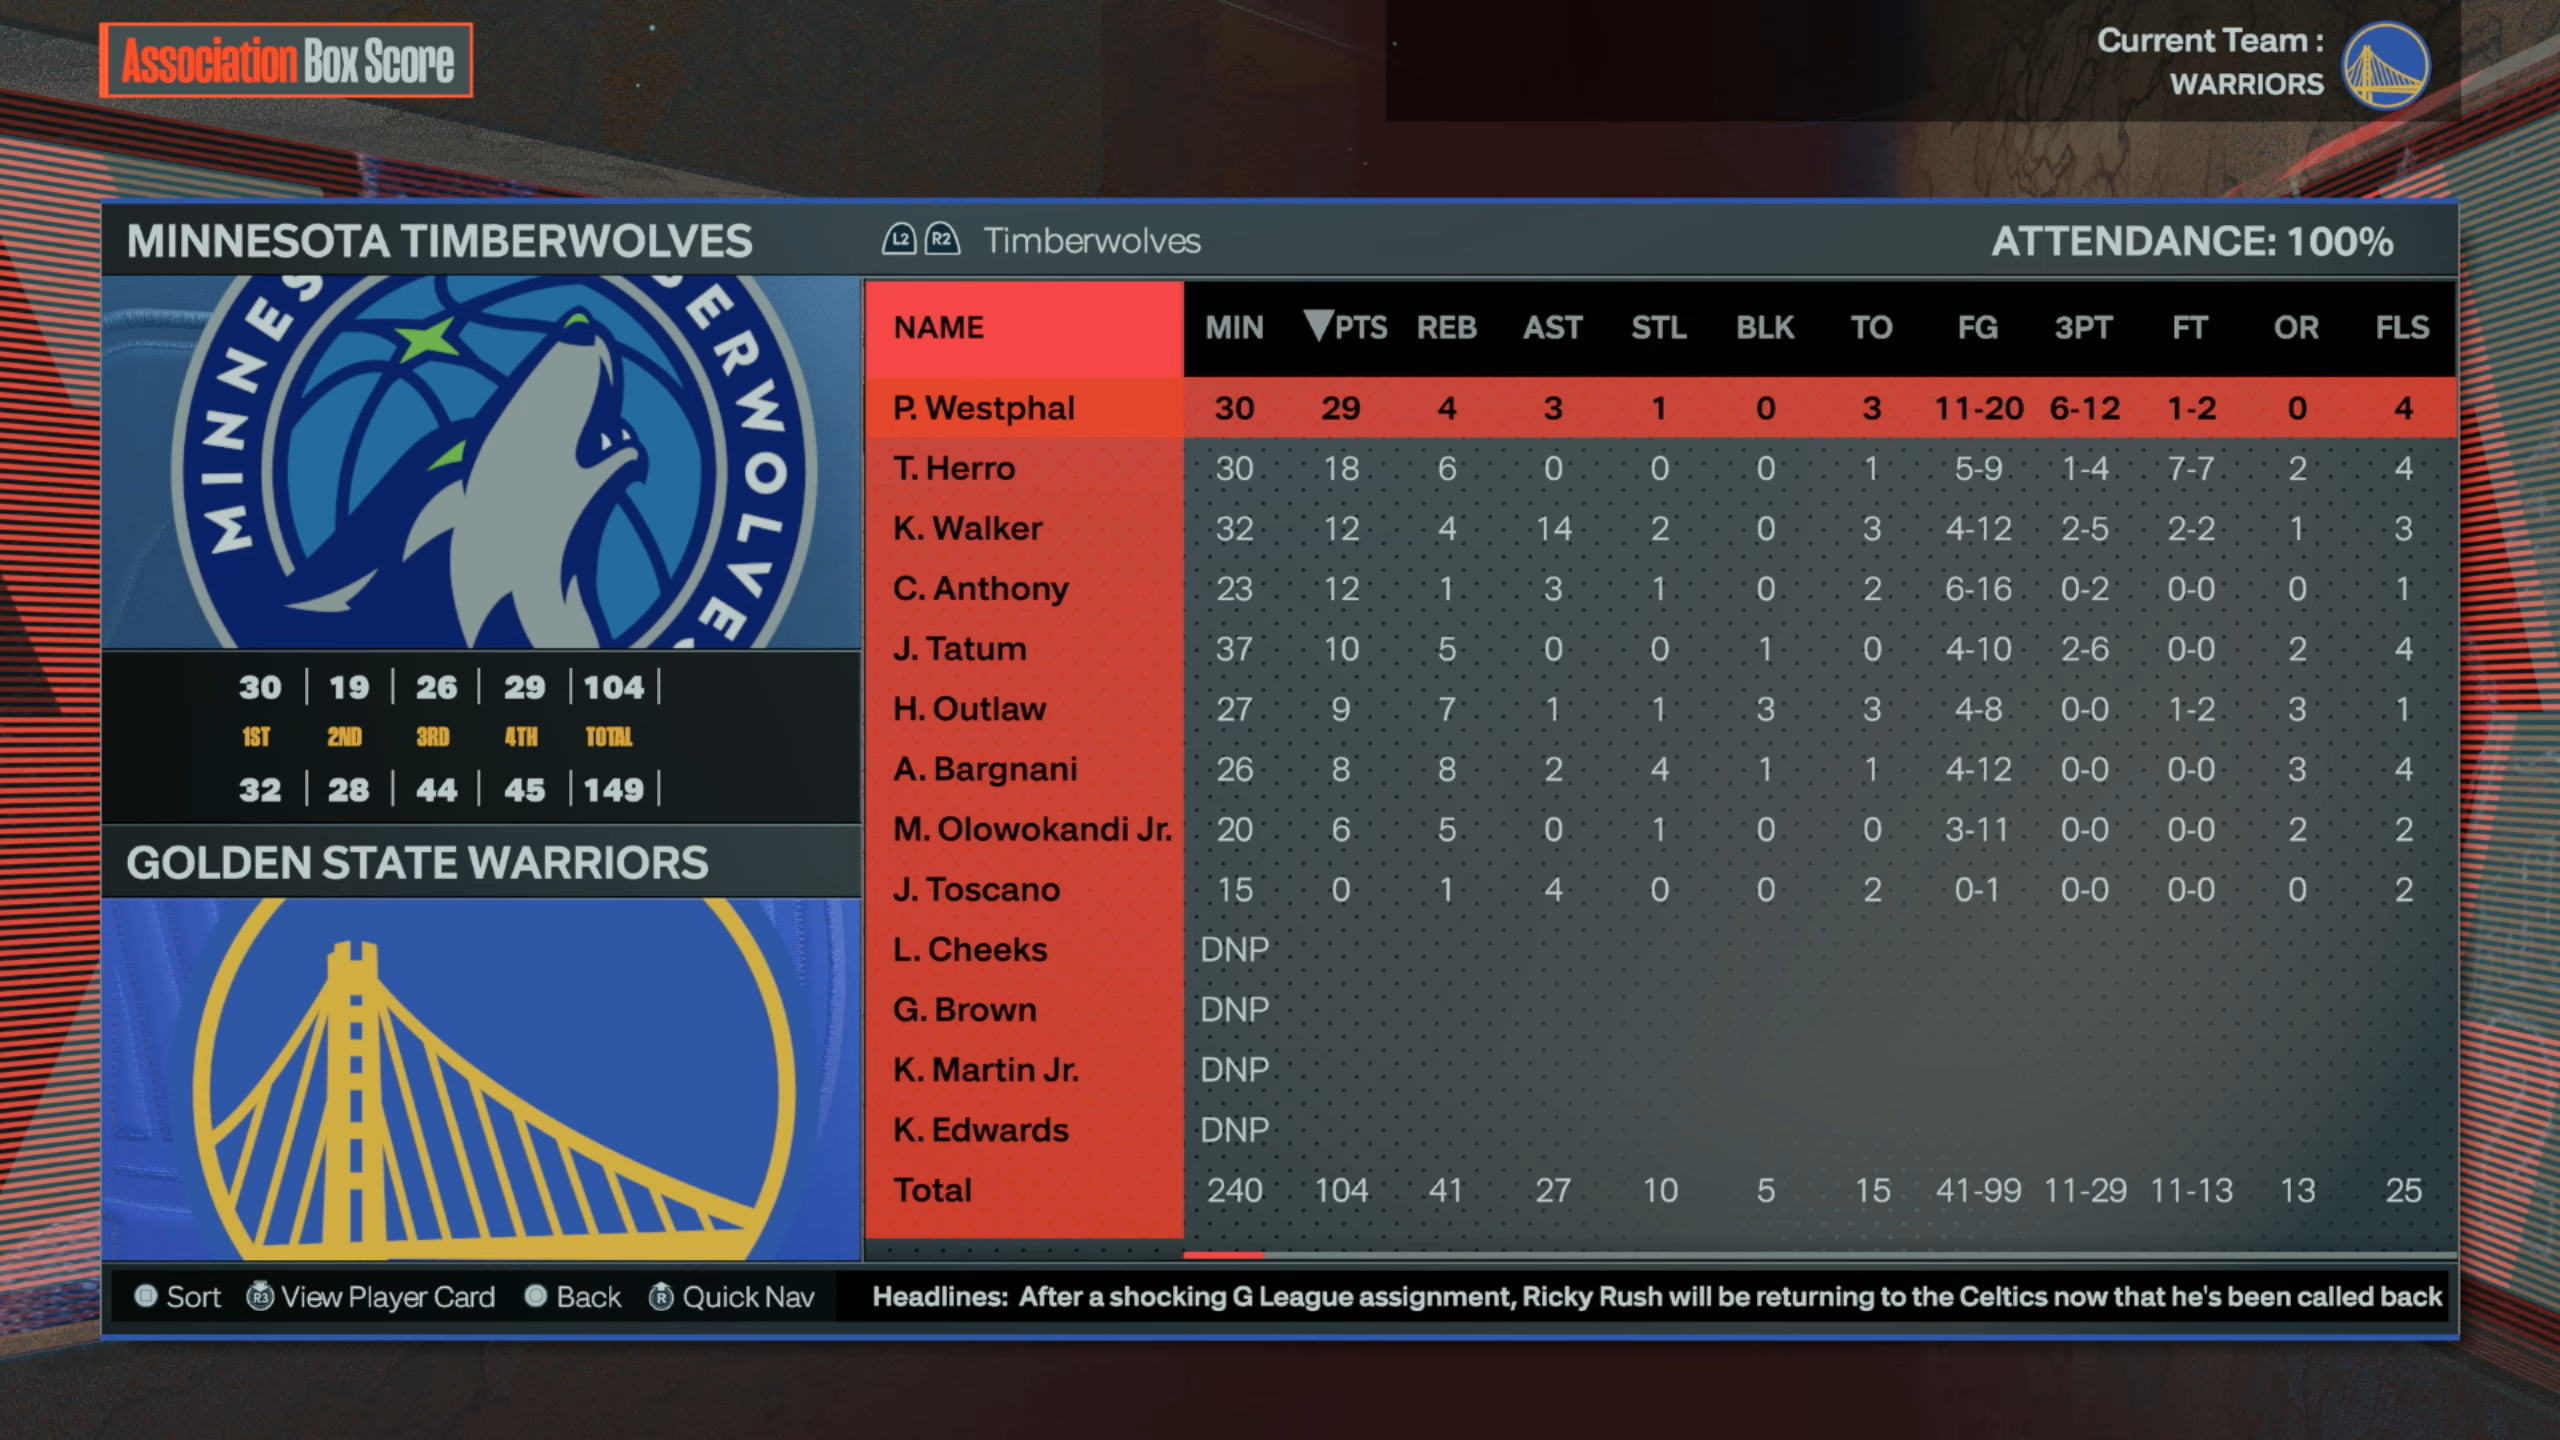 Association Box Score
Current Team :
WARRIORS
MINNESOTA TIMBERWOLVES
L2 R2 Timberwolves
ATTENDANCE: 100%
MINNES
ERWOLVES
NAME MIN ▼PTS REB AST STL BLK TO FG 3PT FT OR FLS
P. Westphal 30 29 4 3 1 0 3 11-20 6-12 1-2 0 4
T. Herro 30 18 6 0 0 0 1 5-9 1-4 7-7 2 4
K. Walker 32 12 4 14 2 0 3 4-12 2-5 2-2 1 3
C. Anthony 23 12 1 3 1 0 2 6-16 0-2 0-0 0 1
J. Tatum 37 10 5 0 0 1 0 4-10 2-6 0-0 2 4
H. Outlaw 27 9 7 1 1 3 3 4-8 0-0 1-2 3 1
A. Bargnani 26 8 8 2 4 1 1 4-12 0-0 0-0 3 4
M. Olowokandi Jr. 20 6 5 0 1 0 0 3-11 0-0 0-0 2 2
J. Toscano 15 0 1 4 0 0 2 0-1 0-0 0-0 0 2
L. Cheeks DNP
G. Brown DNP
K. Martin Jr. DNP
K. Edwards DNP
Total 240 104 41 27 10 5 15 41-99 11-29 11-13 13 25
30 | 19 | 26 | 29 | 104 |
1ST 2ND 3RD 4TH TOTAL
32 | 28 | 44 | 45 | 149 |
GOLDEN STATE WARRIORS
Sort R3 View Player Card Back R Quick Nav
Headlines: After a shocking G League assignment, Ricky Rush will be returning to the Celtics now that he's been called back